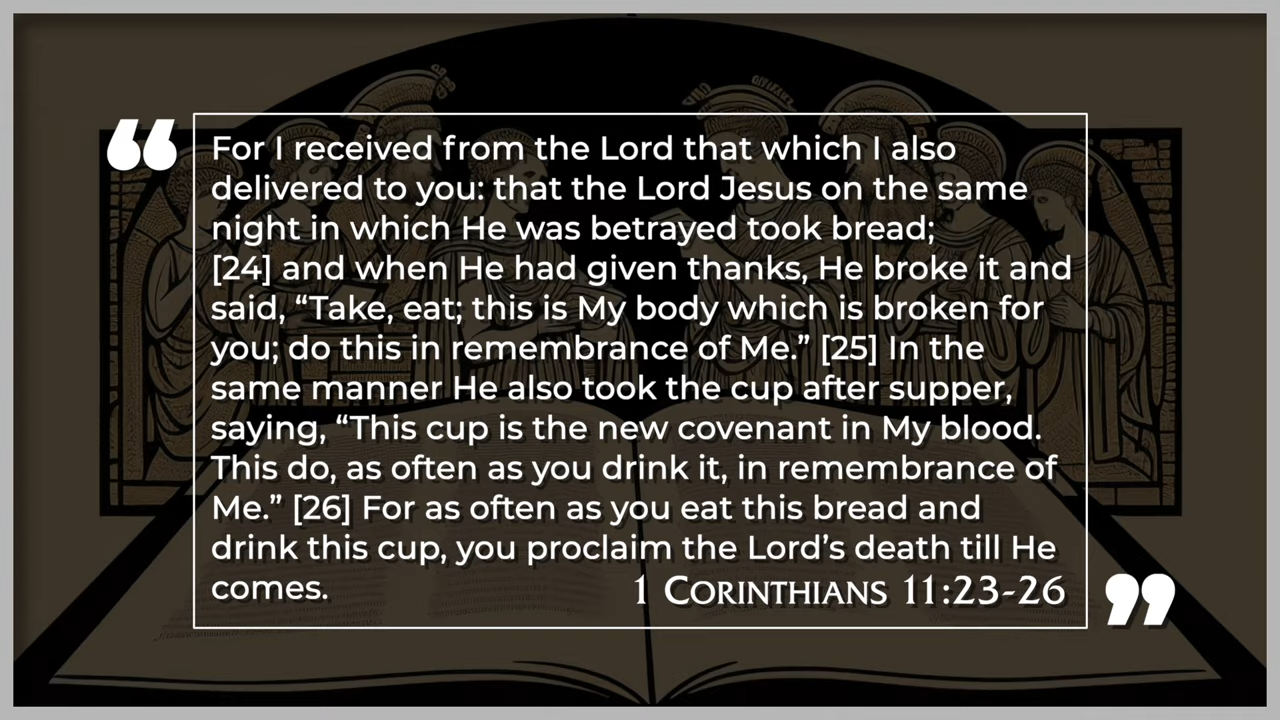 For I received from the Lord that which I also
delivered to you: that the Lord Jesus on the same
night in which He was betrayed took bread;
[24] and when He had given thanks, He broke it and
said, “Take, eat; this is My body which is broken for
you; do this in remembrance of Me.” [25] In the
same manner He also took the cup after supper,
saying, “This cup is the new covenant in My blood.
This do, as often as you drink it, in remembrance of
Me.” [26] For as often as you eat this bread and
drink this cup, you proclaim the Lord’s death till He
comes.
1 Corinthians 11:23-26